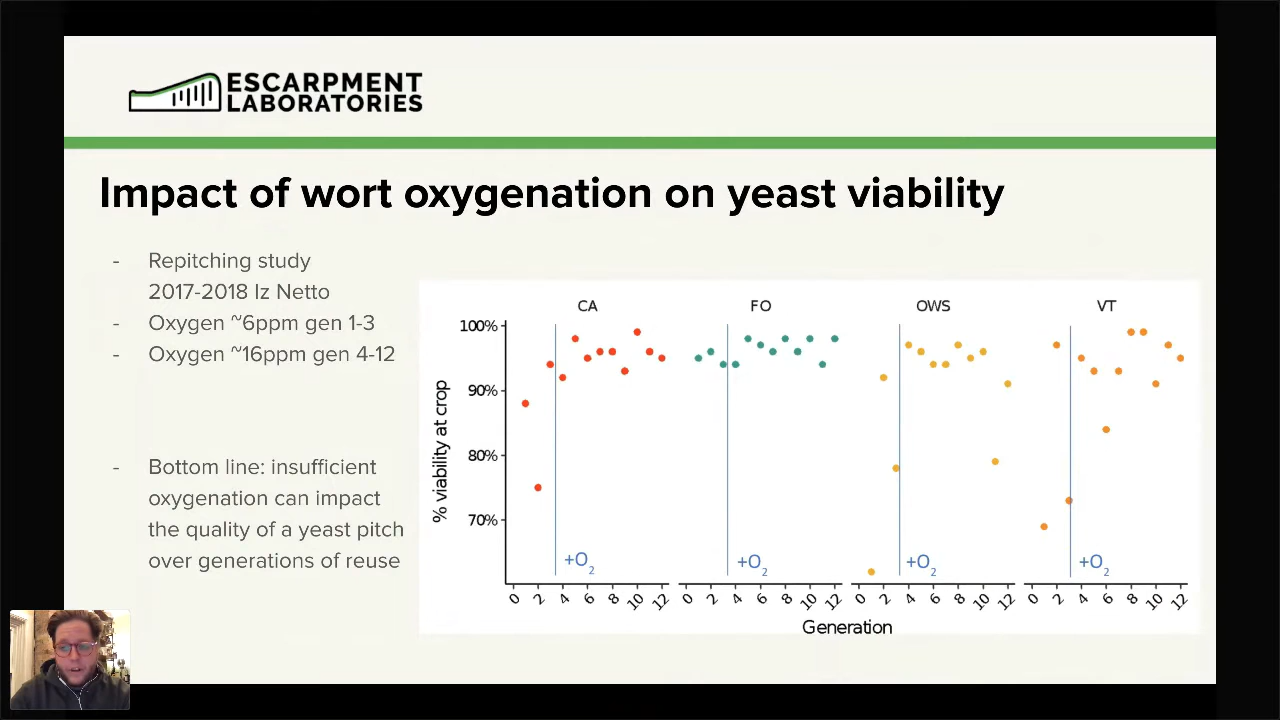 ESCARPMENT
LABORATORIES
Impact of wort oxygenation on yeast viability
- Repitching study
2017-2018 Iz Netto
- Oxygen ~6ppm gen 1-3
- Oxygen ~16ppm gen 4-12
- Bottom line: insufficient
oxygenation can impact
the quality of a yeast pitch
over generations of reuse
CA FO OWS VT
100%
90%
80%
70%
% viability at crop
+O2 +O2 +O2 +O2
0 2 4 6 8 10 12 0 2 4 6 8 10 12 0 2 4 6 8 10 12 0 2 4 6 8 10 12
Generation